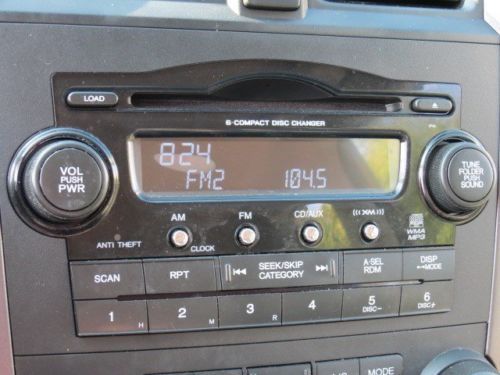 LOAD
6-COMPACT DISC CHANGER
824
FM2 104.5
VOL
PUSH
PWR
TUNE
FOLDER
PUSH
SOUND
AM FM CD/AUX ((XM))
ANTI THEFT CLOCK
WMA
MP3
SCAN RPT SEEK/SKIP
CATEGORY A-SEL
RDM DISP
MODE
1 H 2 M 3 R 4 5
DISC− 6
DISC+
MODE